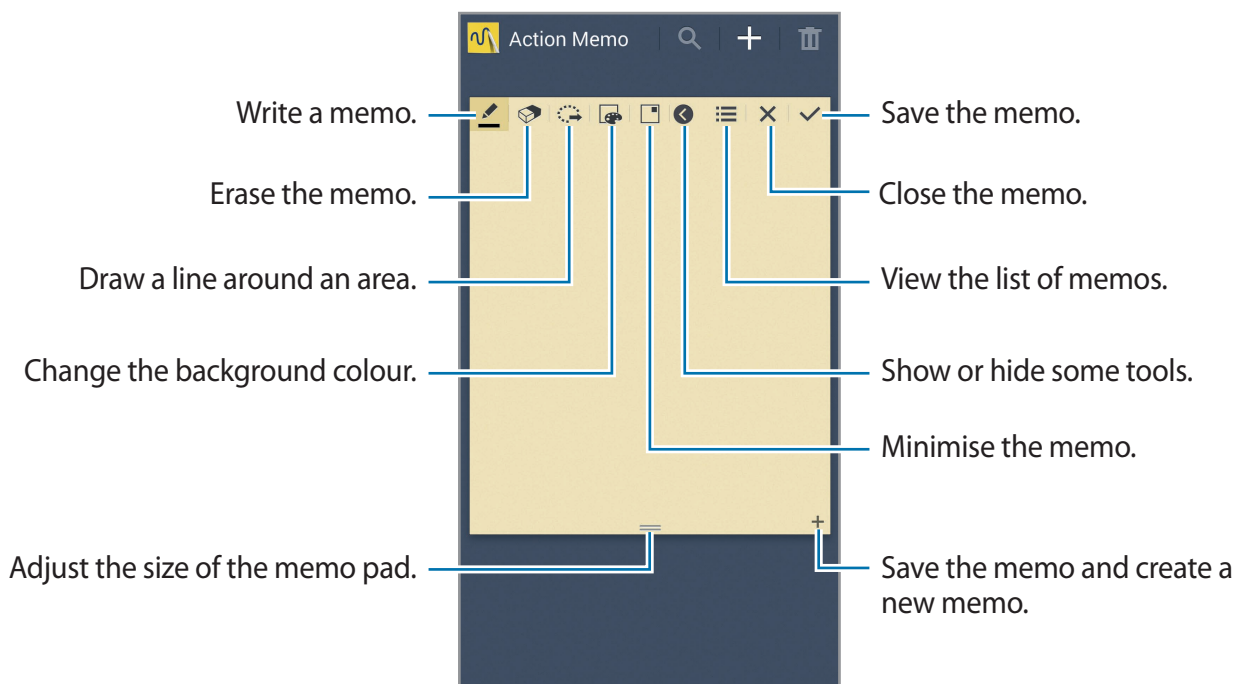 Action Memo
Write a memo.
Erase the memo.
Draw a line around an area.
Change the background colour.
Adjust the size of the memo pad.
Save the memo.
Close the memo.
View the list of memos.
Show or hide some tools.
Minimise the memo.
Save the memo and create a
new memo.